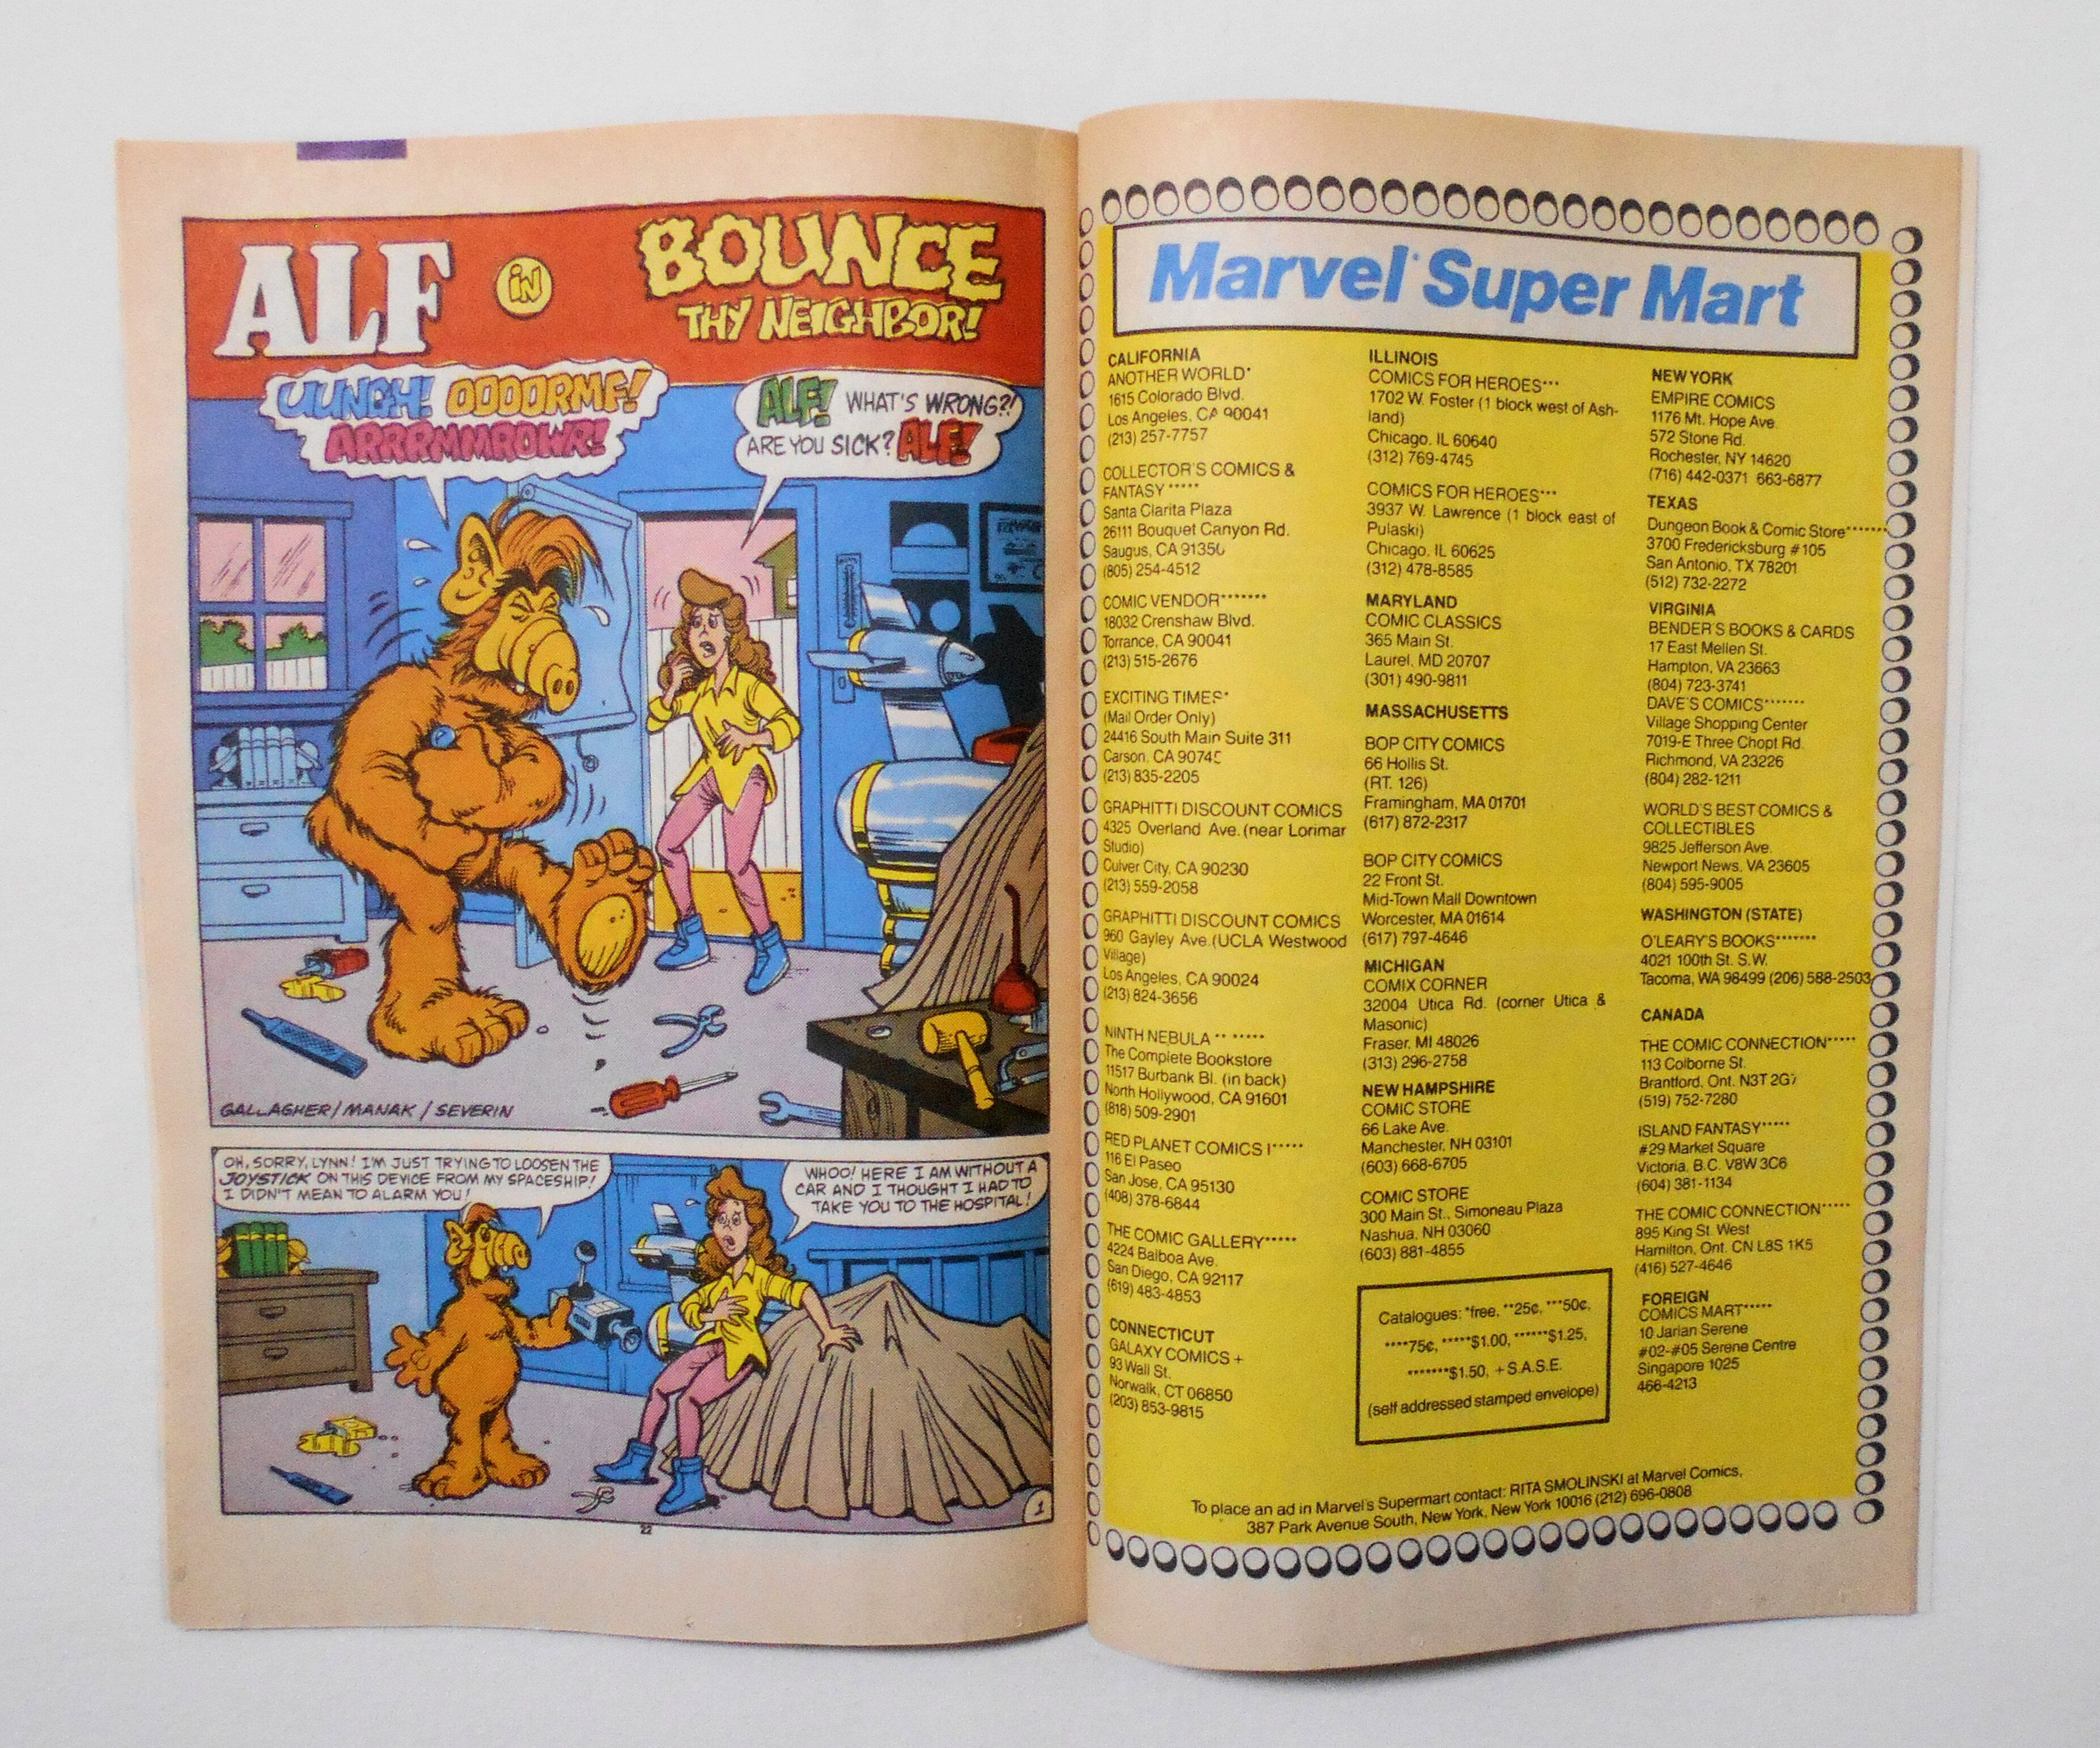 ALF in BOUNCE
THY NEIGHBOR!
UUNGH! OOOORMF!
ARRRMMMROWR!
ALF! WHAT'S WRONG?!
ARE YOU SICK? ALF!
GALLAGHER/MANAK/SEVERIN
OH, SORRY, LYNN! I'M JUST TRYING TO LOOSEN THE
JOYSTICK ON THIS DEVICE FROM MY SPACESHIP!
I DIDN'T MEAN TO ALARM YOU!
WHOO! HERE I AM WITHOUT A
CAR AND I THOUGHT I HAD TO
TAKE YOU TO THE HOSPITAL!
1
22
Marvel Super Mart
CALIFORNIA
ANOTHER WORLD*
1615 Colorado Blvd.
Los Angeles, CA 90041
(213) 257-7757
COLLECTOR'S COMICS &
FANTASY *****
Santa Clarita Plaza
26111 Bouquet Canyon Rd.
Saugus, CA 91350
(805) 254-4512
COMIC VENDOR*******
18032 Crenshaw Blvd.
Torrance, CA 90041
(213) 515-2676
EXCITING TIMES*
(Mail Order Only)
24416 South Main Suite 311
Carson, CA 90745
(213) 835-2205
GRAPHITTI DISCOUNT COMICS
4325 Overland Ave. (near Lorimar
Studio)
Culver City, CA 90230
(213) 559-2058
GRAPHITTI DISCOUNT COMICS
960 Gayley Ave. (UCLA Westwood
Village)
Los Angeles, CA 90024
(213) 824-3656
NINTH NEBULA ** *****
The Complete Bookstore
11517 Burbank Bl. (in back)
North Hollywood, CA 91601
(818) 509-2901
RED PLANET COMICS I*****
116 El Paseo
San Jose, CA 95130
(408) 378-6844
THE COMIC GALLERY*****
4224 Balboa Ave.
San Diego, CA 92117
(619) 483-4853
CONNECTICUT
GALAXY COMICS +
93 Wall St.
Norwalk, CT 06850
(203) 853-9815
ILLINOIS
COMICS FOR HEROES***
1702 W. Foster (1 block west of Ash-
land)
Chicago, IL 60640
(312) 769-4745
COMICS FOR HEROES***
3937 W. Lawrence (1 block east of
Pulaski)
Chicago, IL 60625
(312) 478-8585
MARYLAND
COMIC CLASSICS
365 Main St.
Laurel, MD 20707
(301) 490-9811
MASSACHUSETTS
BOP CITY COMICS
66 Hollis St.
(RT. 126)
Framingham, MA 01701
(617) 872-2317
BOP CITY COMICS
22 Front St.
Mid-Town Mall Downtown
Worcester, MA 01614
(617) 797-4646
MICHIGAN
COMIX CORNER
32004 Utica Rd. (corner Utica &
Masonic)
Fraser, MI 48026
(313) 296-2758
NEW HAMPSHIRE
COMIC STORE
66 Lake Ave.
Manchester, NH 03101
(603) 668-6705
COMIC STORE
300 Main St., Simoneau Plaza
Nashua, NH 03060
(603) 881-4855
Catalogues: *free, **25¢, ***50¢,
****75¢, *****$1.00, ******$1.25,
*******$1.50, + S.A.S.E.
(self addressed stamped envelope)
NEW YORK
EMPIRE COMICS
1176 Mt. Hope Ave.
572 Stone Rd.
Rochester, NY 14620
(716) 442-0371 663-6877
TEXAS
Dungeon Book & Comic Store*******
3700 Fredericksburg #105
San Antonio, TX 78201
(512) 732-2272
VIRGINIA
BENDER'S BOOKS & CARDS
17 East Mellen St.
Hampton, VA 23663
(804) 723-3741
DAVE'S COMICS*******
Village Shopping Center
7019-E Three Chopt Rd.
Richmond, VA 23226
(804) 282-1211
WORLD'S BEST COMICS &
COLLECTIBLES
9825 Jefferson Ave.
Newport News, VA 23605
(804) 595-9005
WASHINGTON (STATE)
O'LEARY'S BOOKS*******
4021 100th St. S.W.
Tacoma, WA 98499 (206) 588-2503
CANADA
THE COMIC CONNECTION*****
113 Colborne St.
Brantford, Ont. N3T 2G7
(519) 752-7280
ISLAND FANTASY*****
#29 Market Square
Victoria, B.C. V8W 3C6
(604) 381-1134
THE COMIC CONNECTION*****
895 King St. West
Hamilton, Ont. CN L8S 1K5
(416) 527-4646
FOREIGN
COMICS MART*****
10 Jarlan Serene
#02-#05 Serene Centre
Singapore 1025
466-4213
To place an ad in Marvel's Supermart contact: RITA SMOLINSKI at Marvel Comics,
387 Park Avenue South, New York, New York 10016 (212) 696-0808